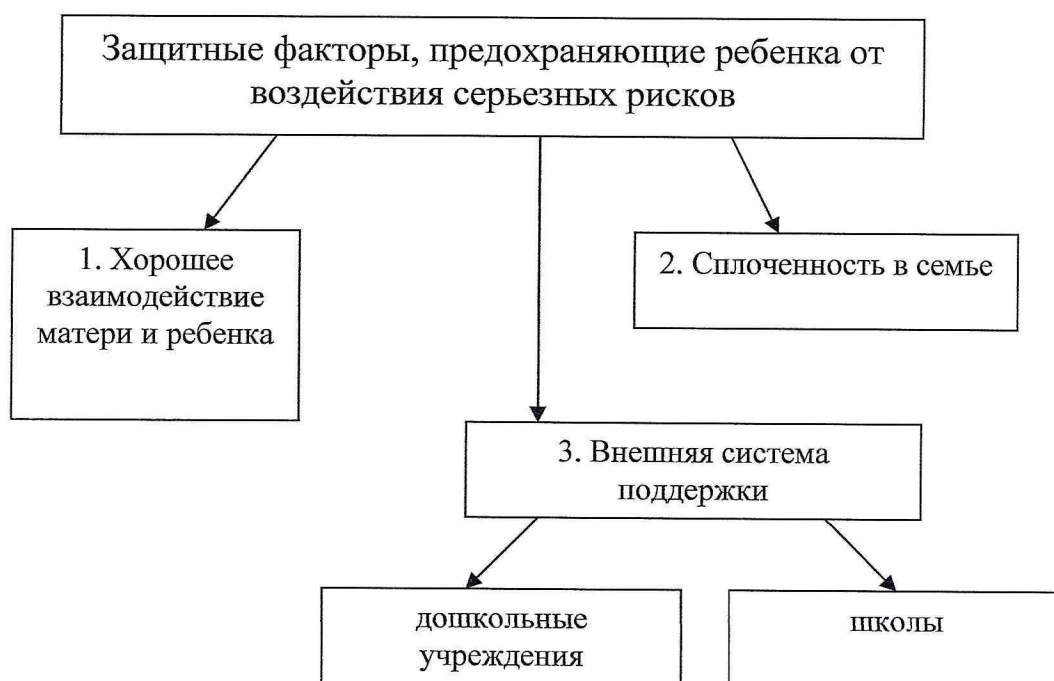 Защитные факторы, предохраняющие ребенка от
воздействия серьезных рисков
1. Хорошее
взаимодействие
матери и ребенка
2. Сплоченность в семье
3. Внешняя система
поддержки
дошкольные
учреждения
школы